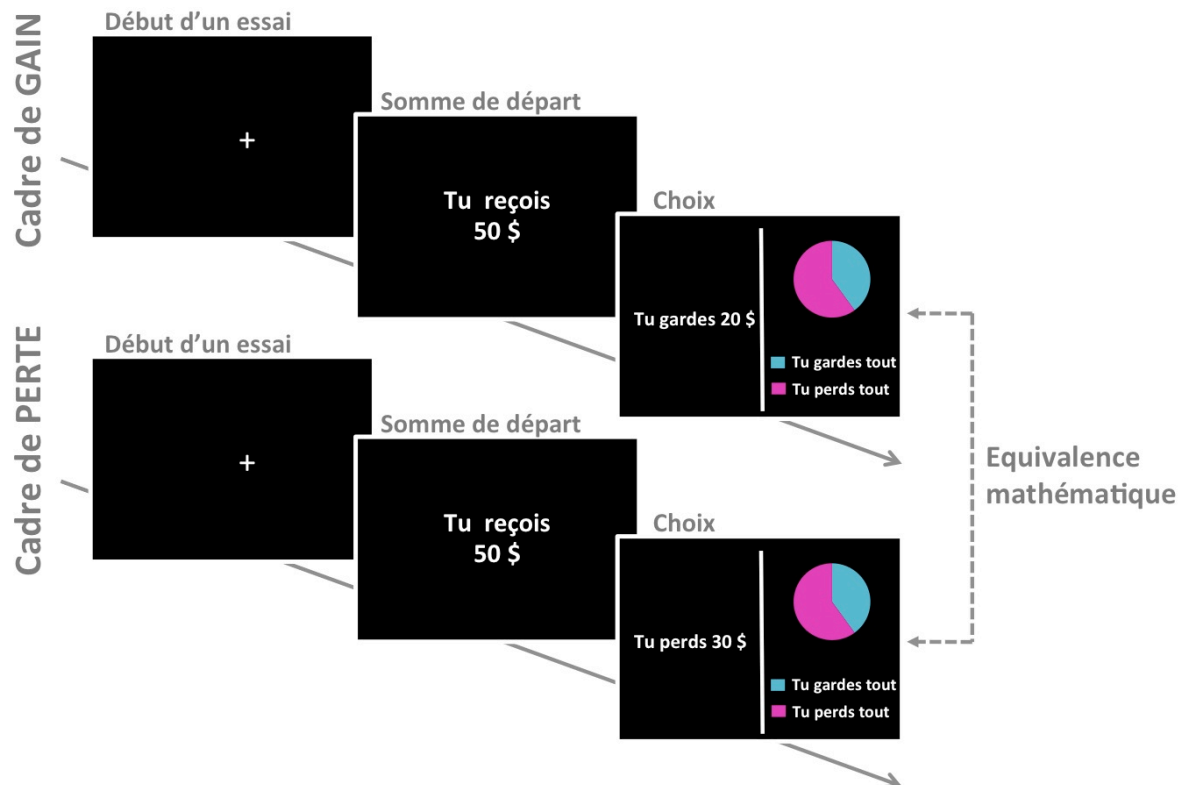 Cadre de GAIN
Début d’un essai
+
Somme de départ
Tu reçois
50 $
Choix
Tu gardes 20 $
Tu gardes tout
Tu perds tout
Cadre de PERTE
Début d’un essai
+
Somme de départ
Tu reçois
50 $
Choix
Tu perds 30 $
Tu gardes tout
Tu perds tout
Equivalence
mathématique